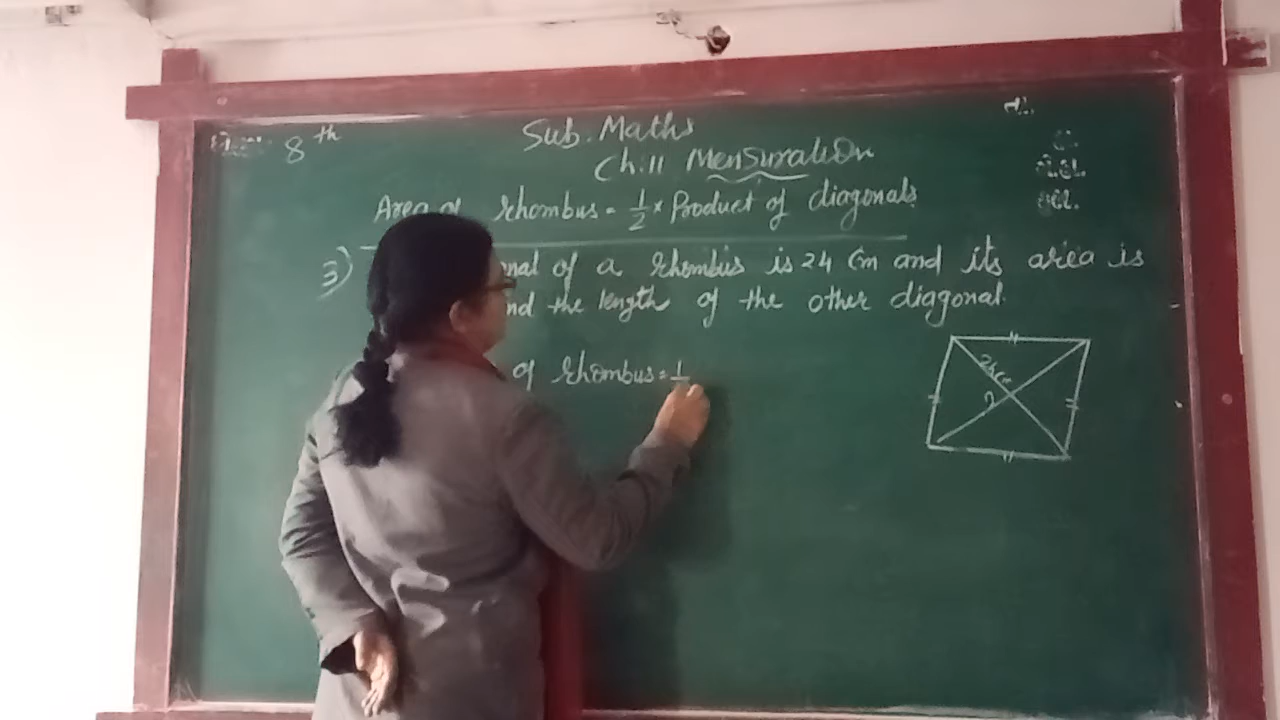 8th
Sub. Maths
Ch.11 Mensuration
Area of rhombus = 1/2 × Product of diagonals
3) nal of a rhombus is 24 Cm and its area is
nd the length of the other diagonal.
of rhombus = 1
24cm
?